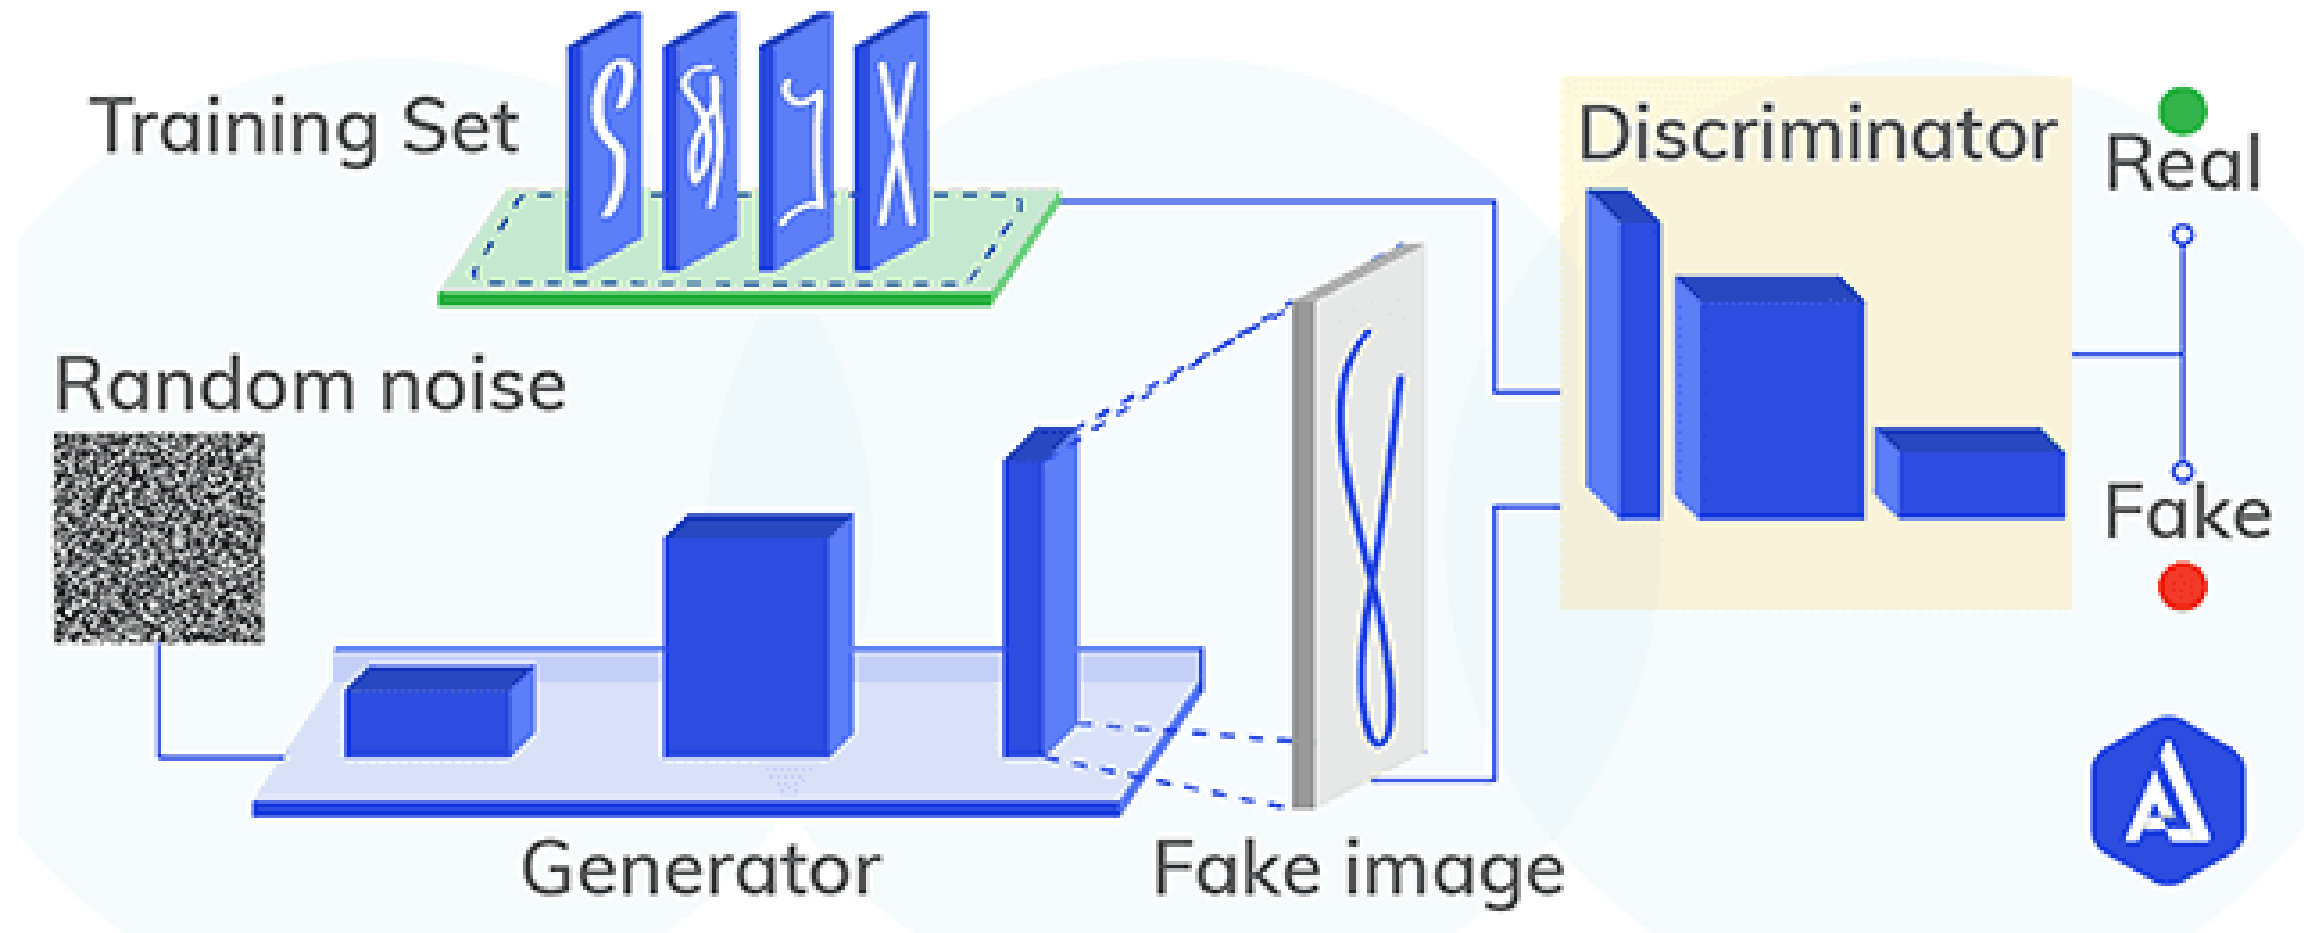 Training Set
Discriminator
Real
Random noise
Fake
Generator
Fake image